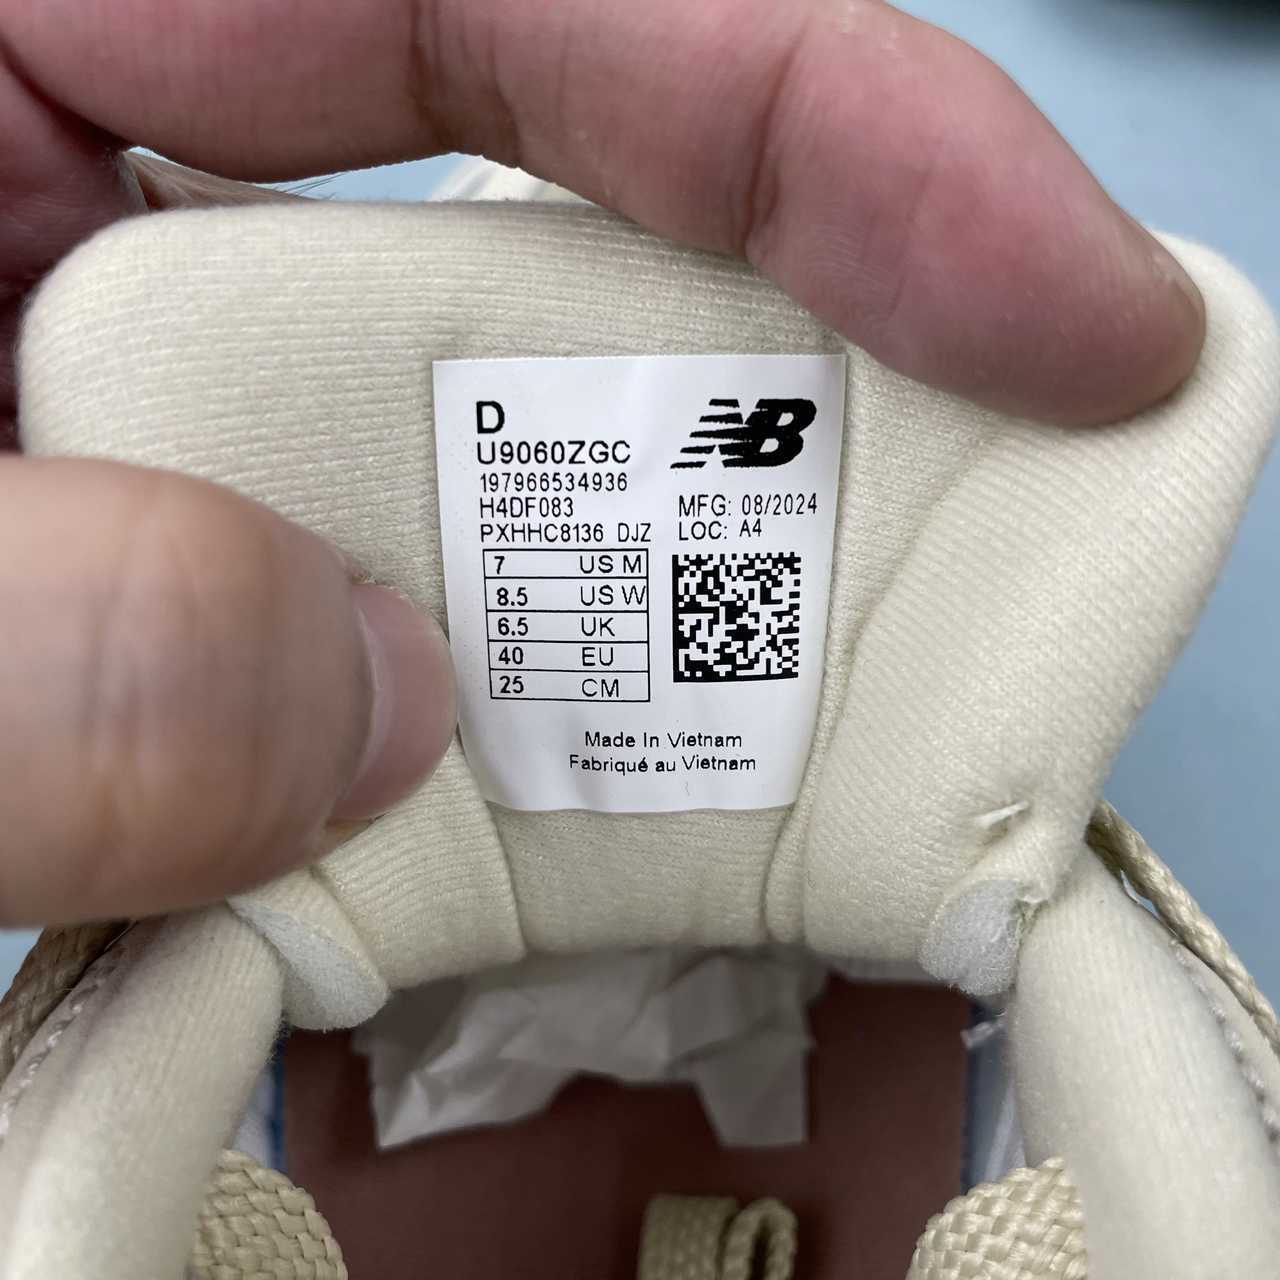 D
NB
U9060ZGC
197966534936
H4DF083
MFG: 08/2024
PXHHC8136 DJZ
LOC: A4
7 US M
8.5 US W
6.5 UK
40 EU
25 CM
Made In Vietnam
Fabriqué au Vietnam